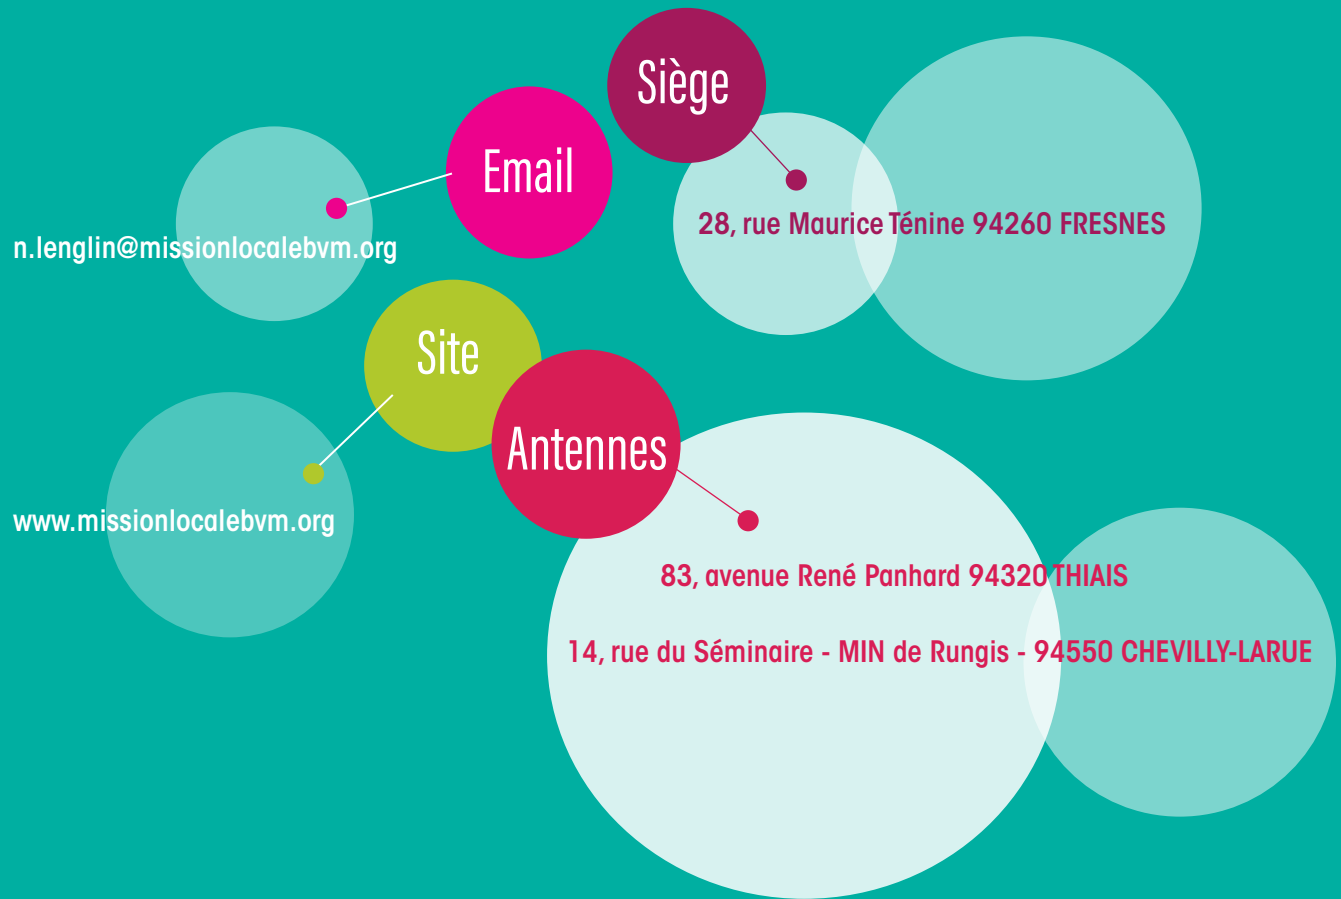 Siège
28, rue Maurice Ténine 94260 FRESNES
Email
n.lenglin@missionlocalebvm.org
Site
www.missionlocalebvm.org
Antennes
83, avenue René Panhard 94320 THIAIS
14, rue du Séminaire - MIN de Rungis - 94550 CHEVILLY-LARUE